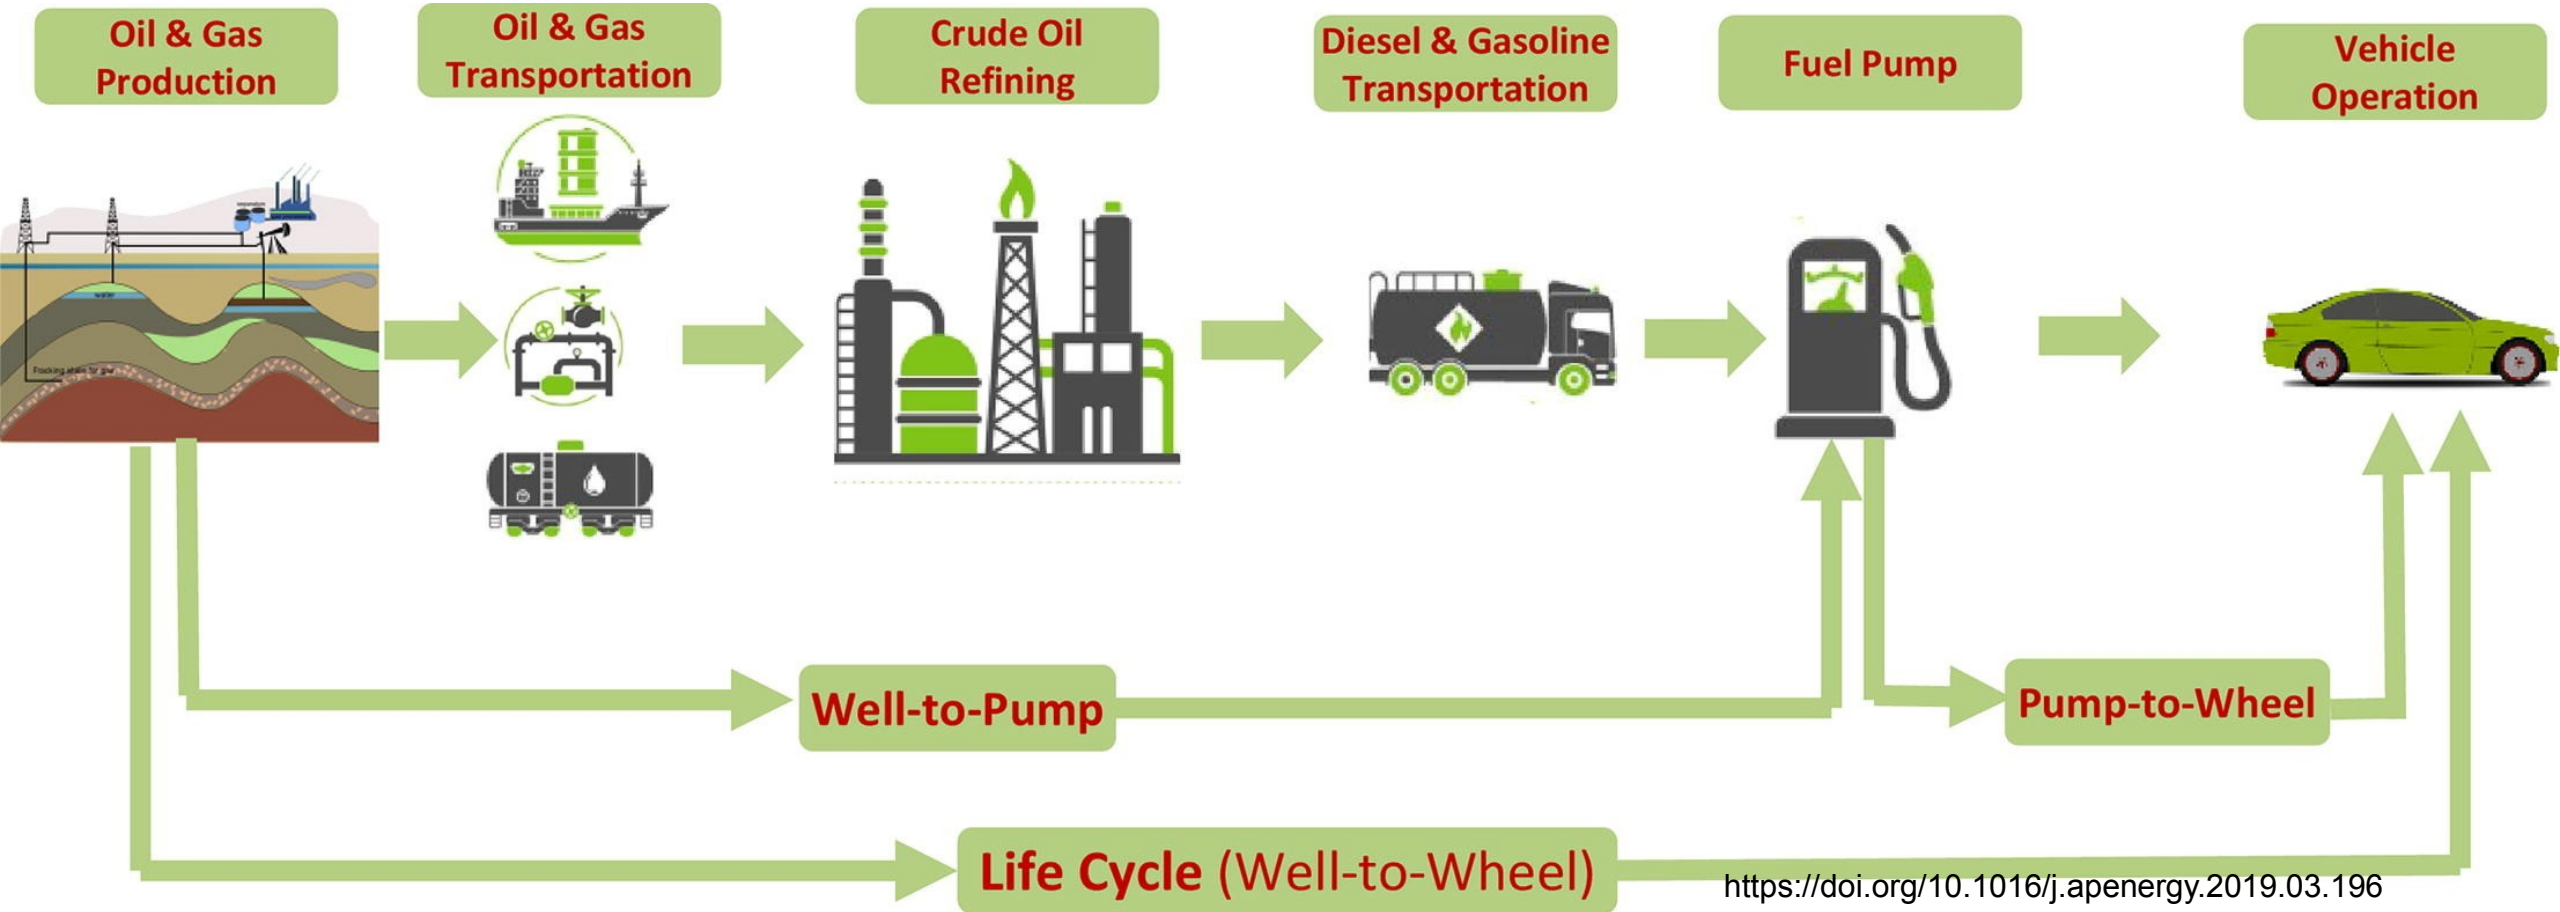 Oil & Gas
Production
Oil & Gas
Transportation
Crude Oil
Refining
Diesel & Gasoline
Transportation
Fuel Pump
Vehicle
Operation
water
Well-to-Pump
Pump-to-Wheel
Life Cycle (Well-to-Wheel)
https://doi.org/10.1016/j.apenergy.2019.03.196